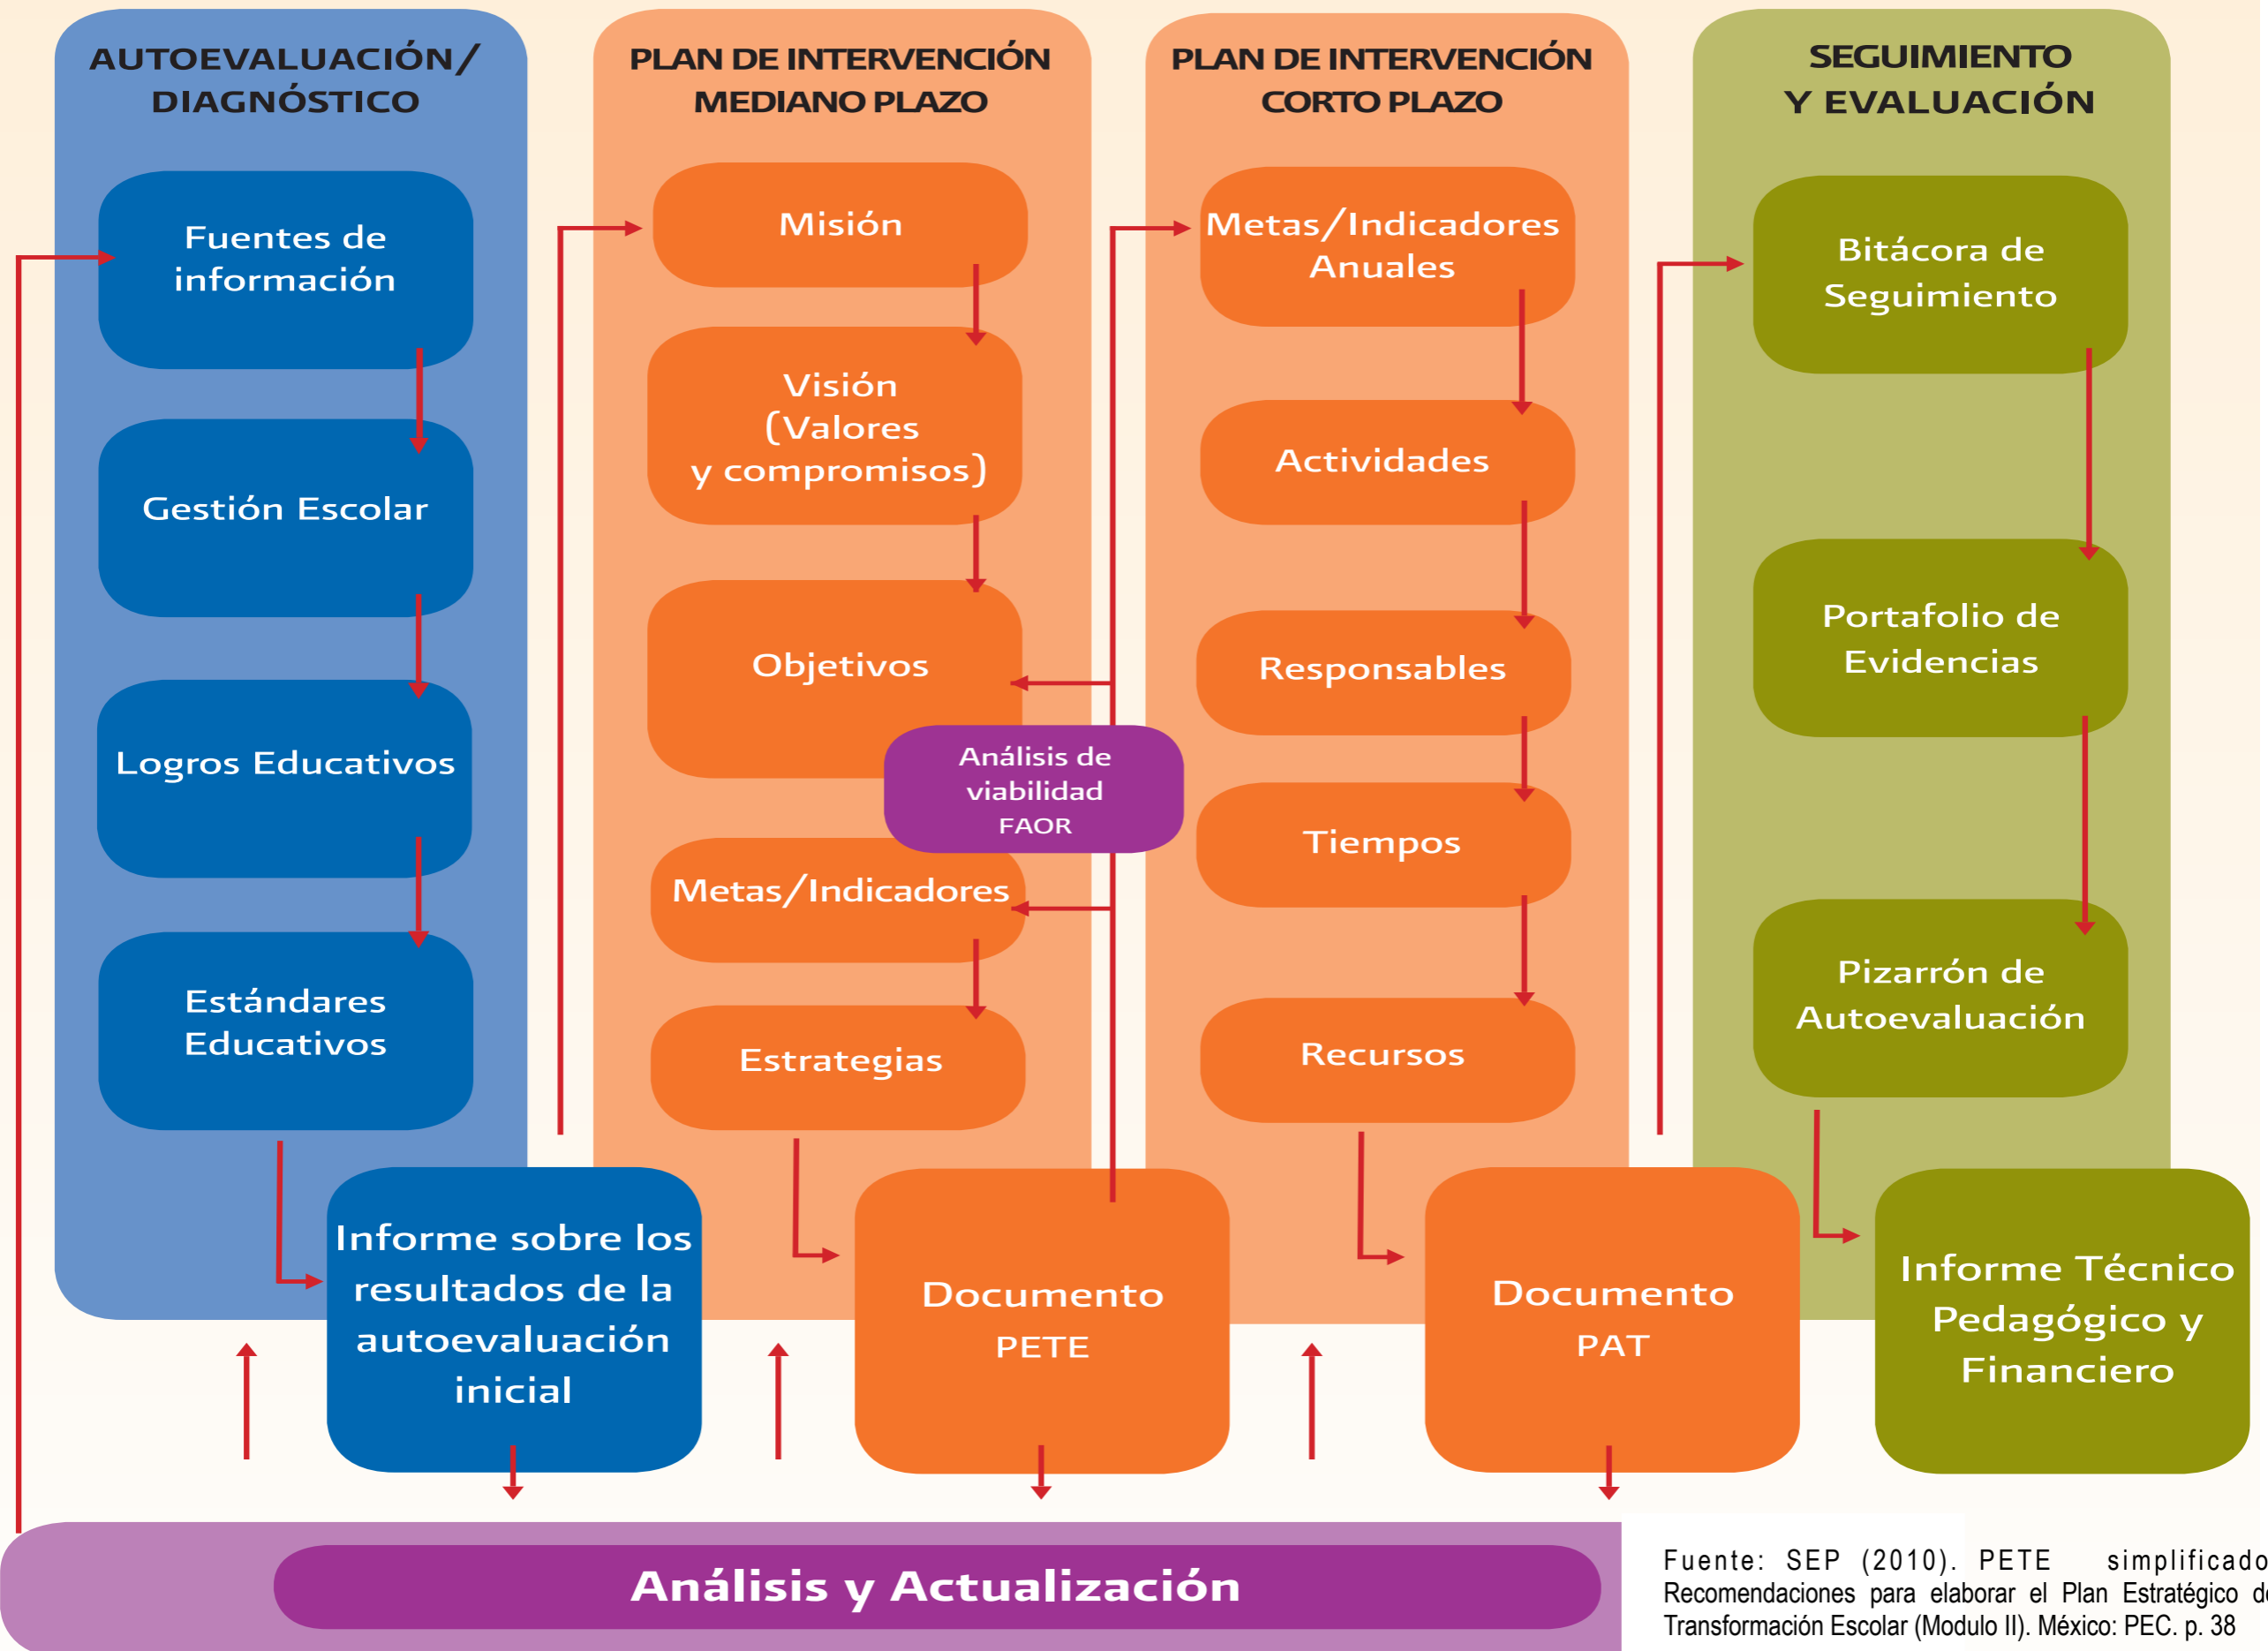 AUTOEVALUACIÓN/
DIAGNÓSTICO
Fuentes de
información
Gestión Escolar
Logros Educativos
Estándares
Educativos
Informe sobre los
resultados de la
autoevaluación
inicial
PLAN DE INTERVENCIÓN
MEDIANO PLAZO
Misión
Visión
(Valores
y compromisos)
Objetivos
Análisis de
viabilidad
FAOR
Metas/Indicadores
Estrategias
Documento
PETE
PLAN DE INTERVENCIÓN
CORTO PLAZO
Metas/Indicadores
Anuales
Actividades
Responsables
Tiempos
Recursos
Documento
PAT
SEGUIMIENTO
Y EVALUACIÓN
Bitácora de
Seguimiento
Portafolio de
Evidencias
Pizarrón de
Autoevaluación
Informe Técnico
Pedagógico y
Financiero
Análisis y Actualización
Fuente: SEP (2010). PETE simplificado
Recomendaciones para elaborar el Plan Estratégico de
Transformación Escolar (Modulo II). México: PEC. p. 38